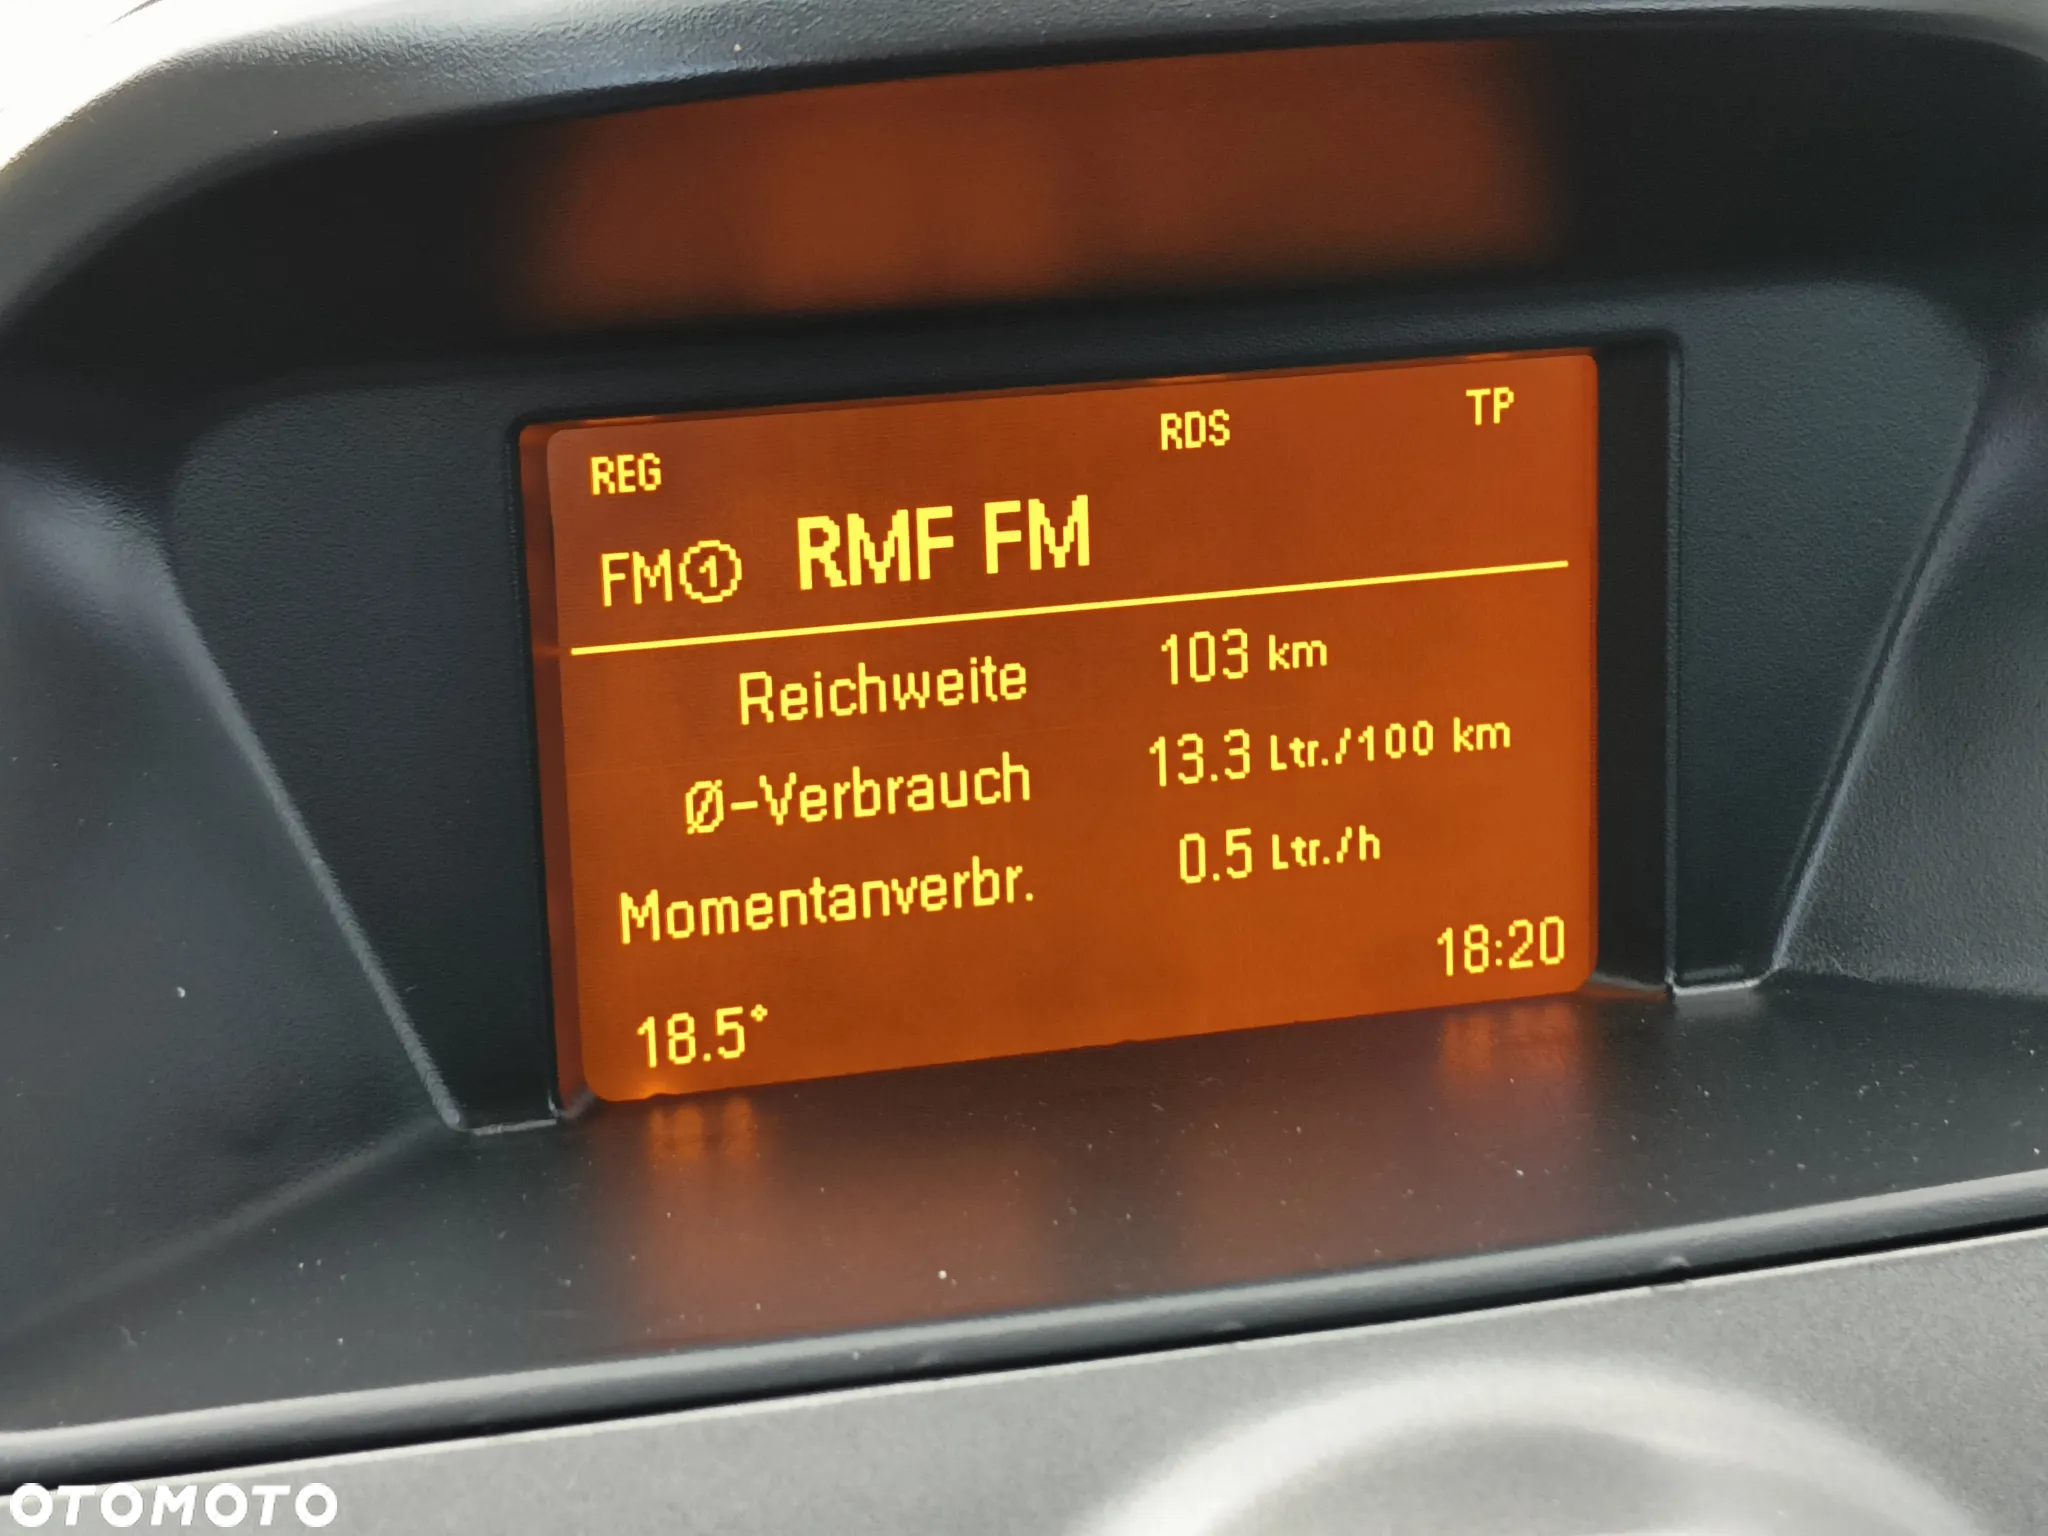 REG RDS TP
FM① RMF FM
Reichweite 103 km
Ø-Verbrauch 13.3 Ltr./100 km
Momentanverbr. 0.5 Ltr./h
18:20
18.5°
OTOMOTO